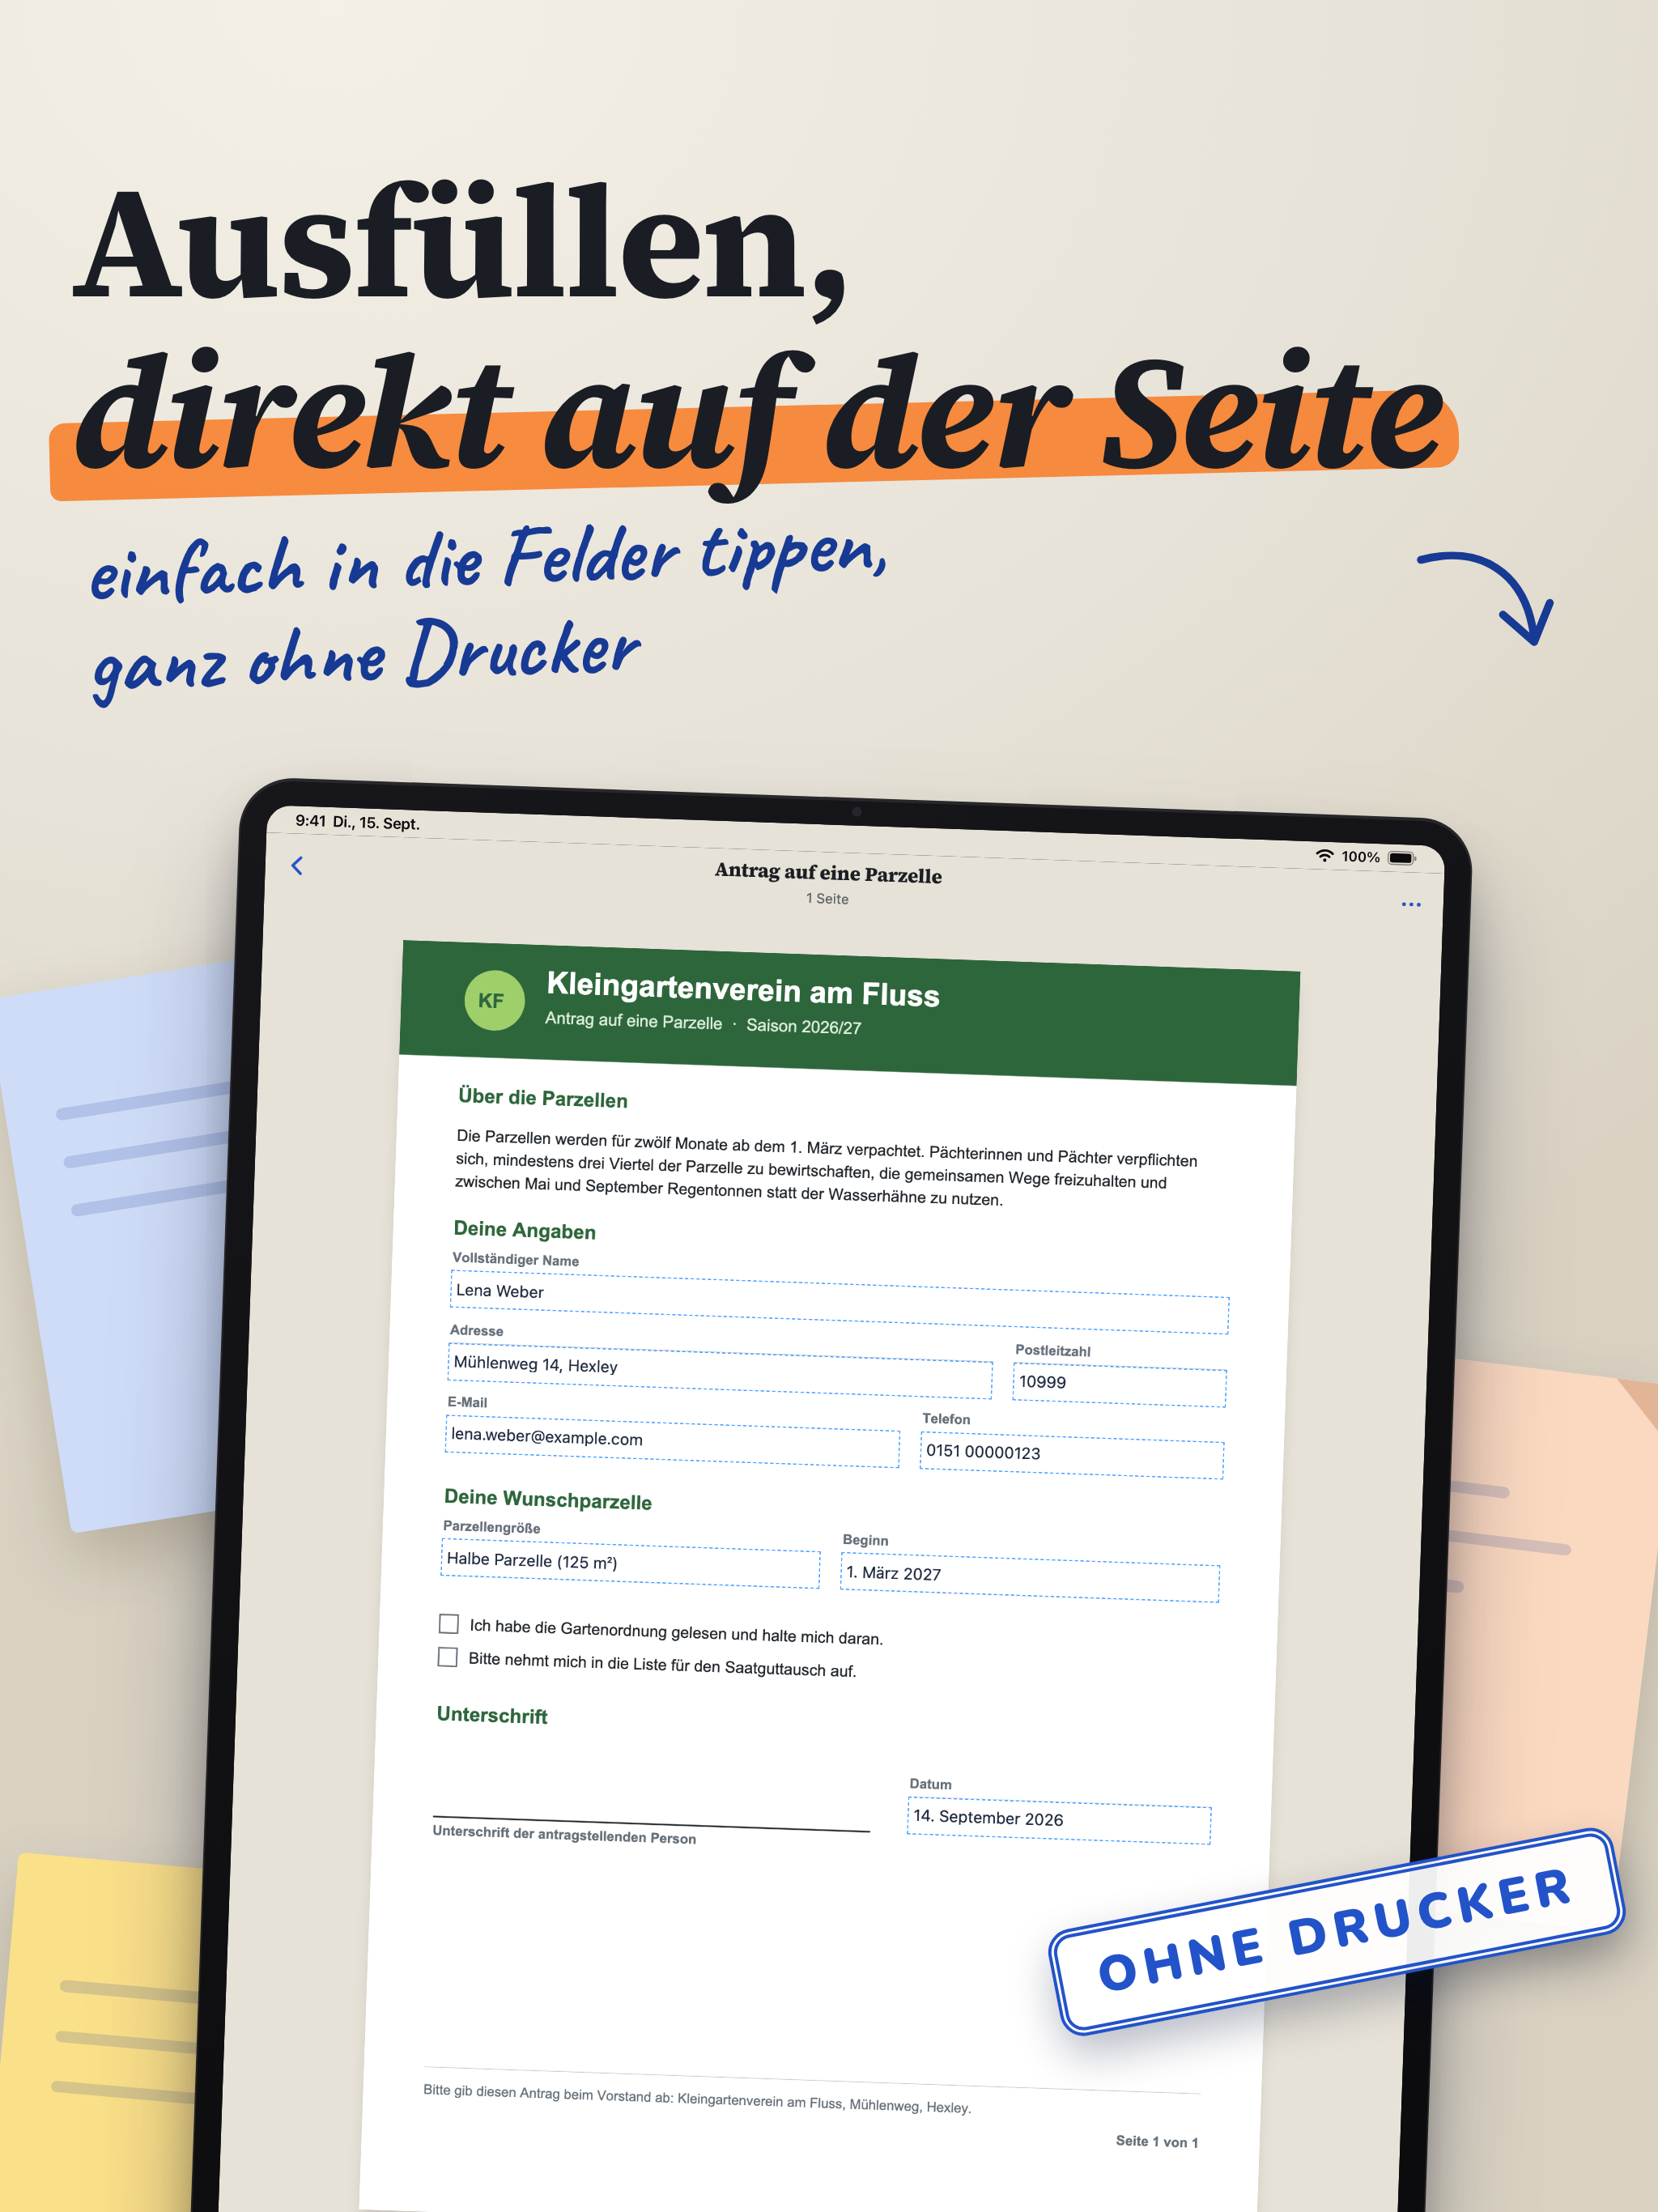 Ausfüllen,
direkt auf der Seite
einfach in die Felder tippen,
ganz ohne Drucker
9:41 Di., 15. Sept.
100%
Antrag auf eine Parzelle
1 Seite
KF
Kleingartenverein am Fluss
Antrag auf eine Parzelle · Saison 2026/27
Über die Parzellen
Die Parzellen werden für zwölf Monate ab dem 1. März verpachtet. Pächterinnen und Pächter verpflichten
sich, mindestens drei Viertel der Parzelle zu bewirtschaften, die gemeinsamen Wege freizuhalten und
zwischen Mai und September Regentonnen statt der Wasserhähne zu nutzen.
Deine Angaben
Vollständiger Name
Lena Weber
Adresse
Postleitzahl
Mühlenweg 14, Hexley
10999
E-Mail
Telefon
lena.weber@example.com
0151 00000123
Deine Wunschparzelle
Parzellengröße
Beginn
Halbe Parzelle (125 m²)
1. März 2027
Ich habe die Gartenordnung gelesen und halte mich daran.
Bitte nehmt mich in die Liste für den Saatguttausch auf.
Unterschrift
Datum
14. September 2026
Unterschrift der antragstellenden Person
OHNE DRUCKER
Bitte gib diesen Antrag beim Vorstand ab: Kleingartenverein am Fluss, Mühlenweg, Hexley.
Seite 1 von 1